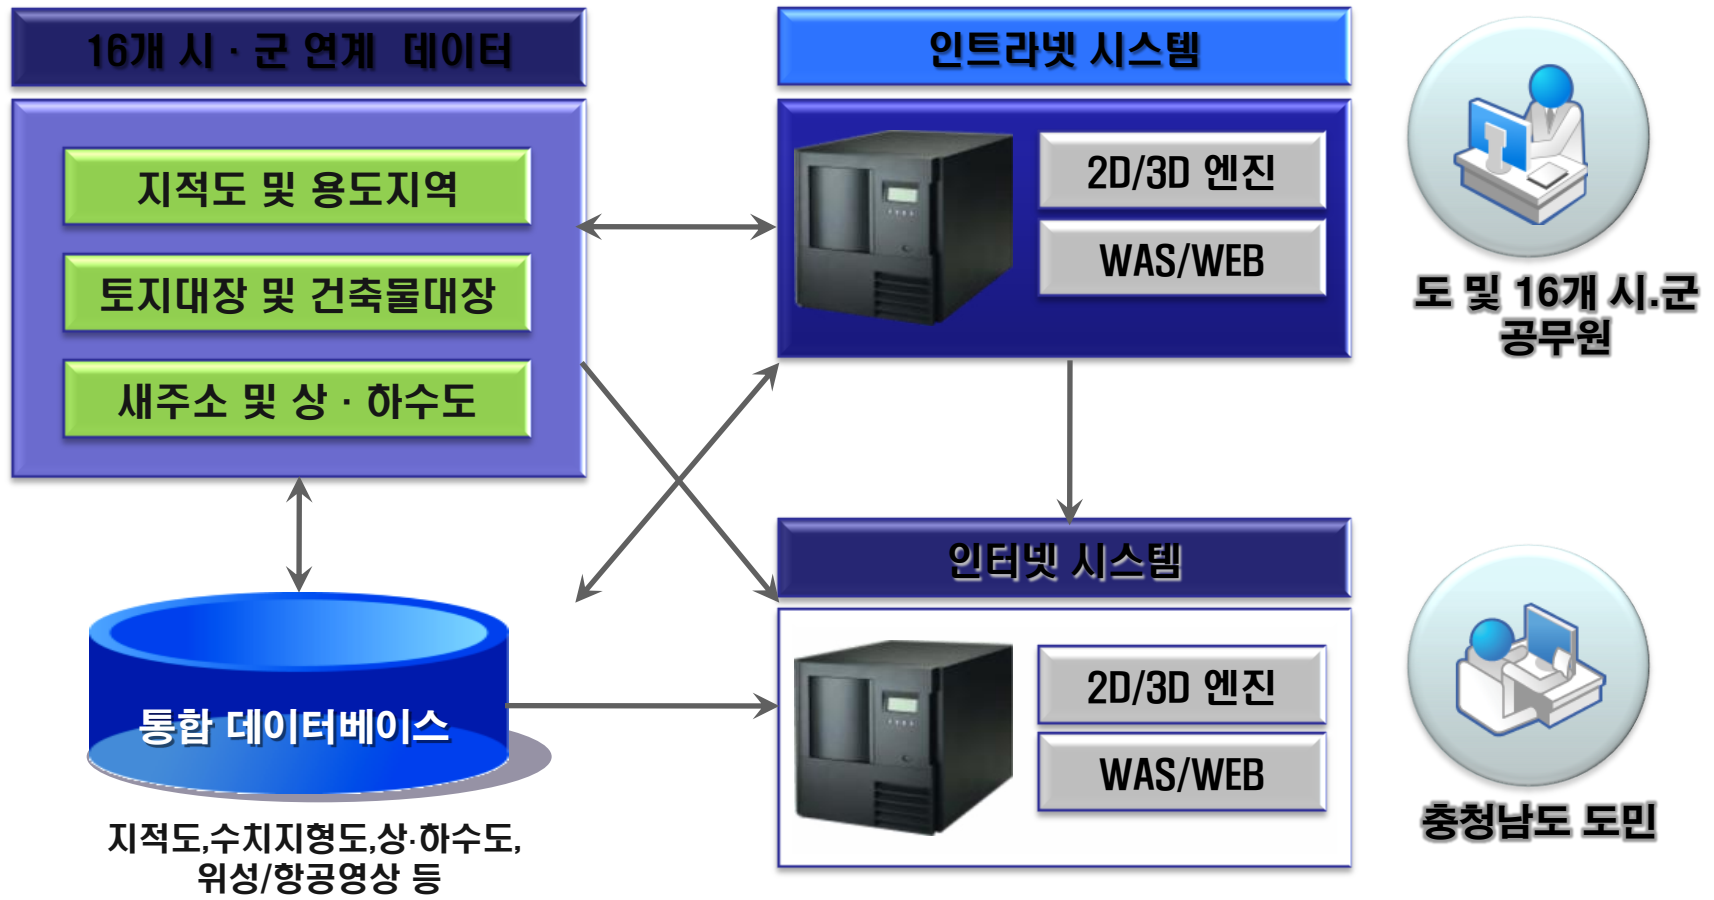 16개 시 · 군 연계 데이터
지적도 및 용도지역
토지대장 및 건축물대장
새주소 및 상 · 하수도
통합 데이터베이스
지적도,수치지형도,상·하수도,
위성/항공영상 등
인트라넷 시스템
2D/3D 엔진
WAS/WEB
인터넷 시스템
2D/3D 엔진
WAS/WEB
도 및 16개 시.군
공무원
충청남도 도민